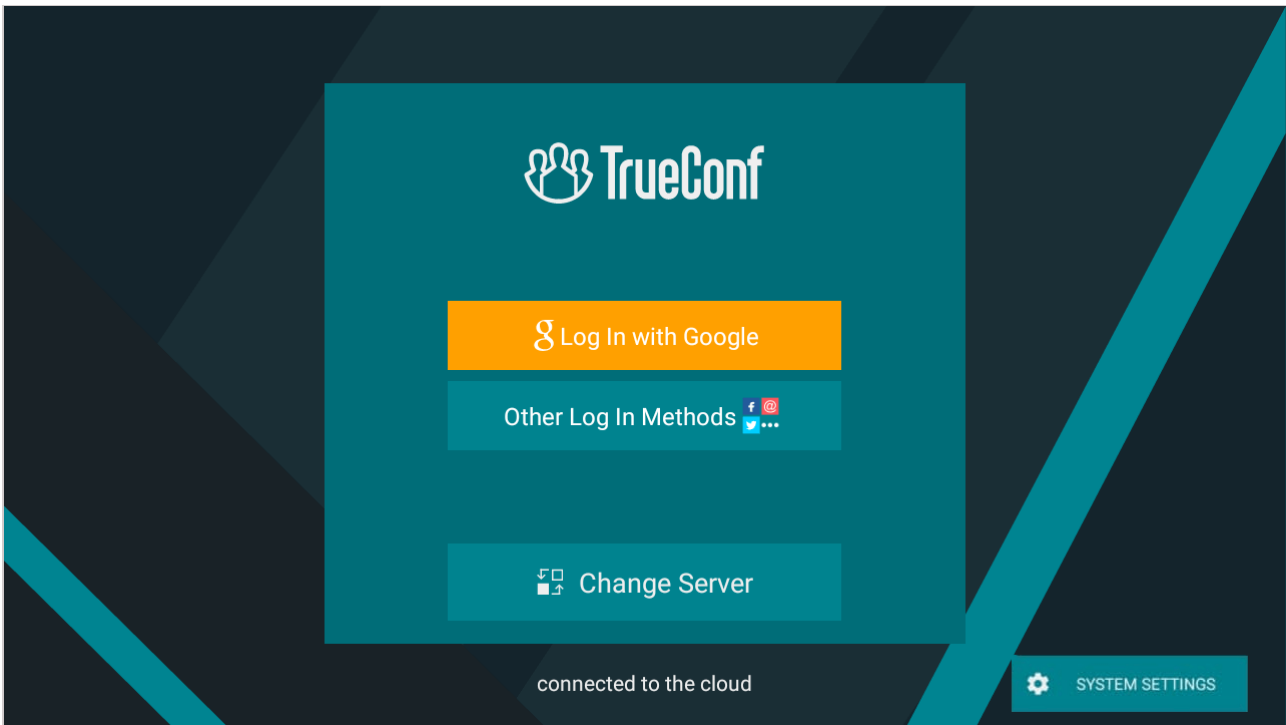 TrueConf
Log In with Google
Other Log In Methods
Change Server
connected to the cloud
SYSTEM SETTINGS